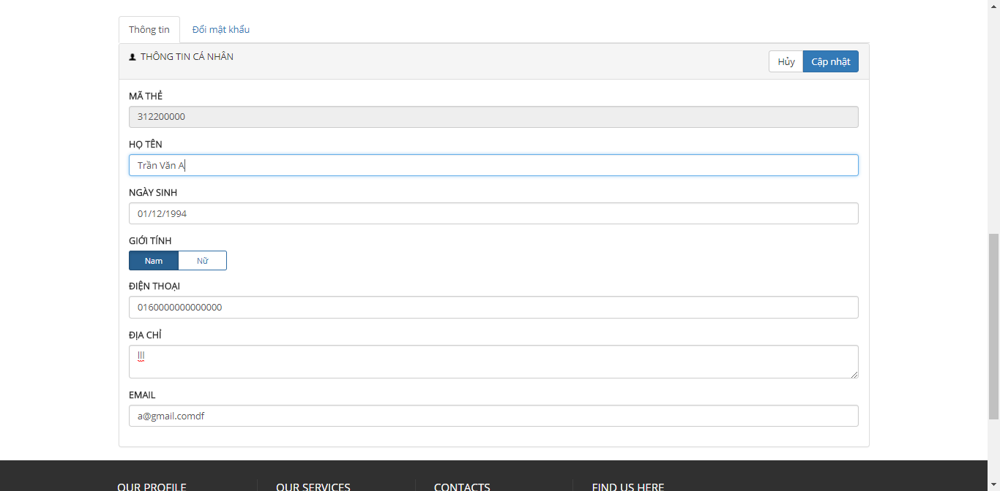 Thông tin Đổi mật khẩu
THÔNG TIN CÁ NHÂN
Hủy Cập nhật
MÃ THẺ
312200000
HỌ TÊN
Trần Văn A
NGÀY SINH
01/12/1994
GIỚI TÍNH
Nam Nữ
ĐIỆN THOẠI
0160000000000000
ĐỊA CHỈ
lll
EMAIL
a@gmail.comdf
OUR PROFILE OUR SERVICES CONTACTS FIND US HERE